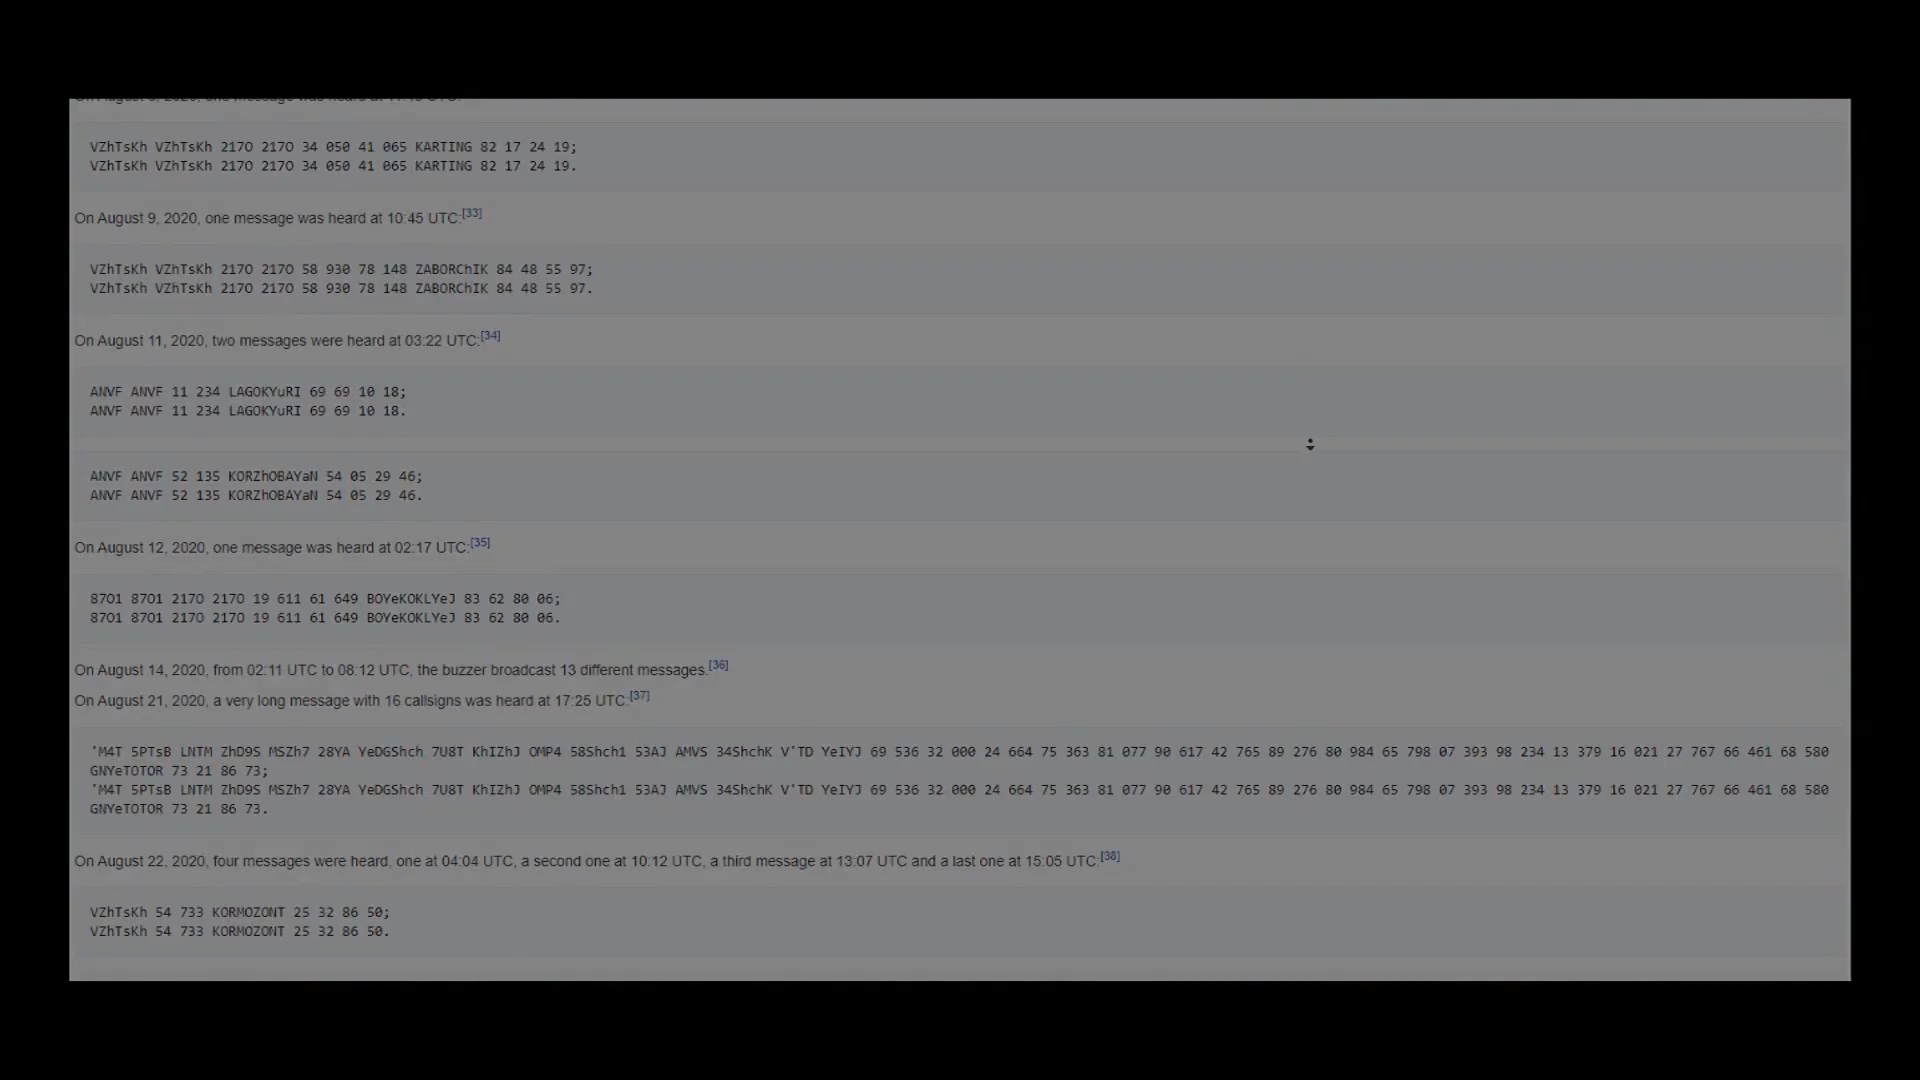 VZhTsKh VZhTsKh 2170 2170 34 050 41 065 KARTING 82 17 24 19;
VZhTsKh VZhTsKh 2170 2170 34 050 41 065 KARTING 82 17 24 19.
On August 9, 2020, one message was heard at 10:45 UTC:[33]
VZhTsKh VZhTsKh 2170 2170 58 930 78 148 ZABORChIK 84 48 55 97;
VZhTsKh VZhTsKh 2170 2170 58 930 78 148 ZABORChIK 84 48 55 97.
On August 11, 2020, two messages were heard at 03:22 UTC:[34]
ANVF ANVF 11 234 LAGOKYuRI 69 69 10 18;
ANVF ANVF 11 234 LAGOKYuRI 69 69 10 18.
ANVF ANVF 52 135 KORZhOBAYaN 54 05 29 46;
ANVF ANVF 52 135 KORZhOBAYaN 54 05 29 46.
On August 12, 2020, one message was heard at 02:17 UTC:[35]
8701 8701 2170 2170 19 611 61 649 BOYeKOKLYeJ 83 62 80 06;
8701 8701 2170 2170 19 611 61 649 BOYeKOKLYeJ 83 62 80 06.
On August 14, 2020, from 02:11 UTC to 08:12 UTC, the buzzer broadcast 13 different messages.[36]
On August 21, 2020, a very long message with 16 callsigns was heard at 17:25 UTC:[37]
'M4T 5PTsB LNTM ZhD9S MSZh7 28YA YeDGShch 7U8T KhIZhJ OMP4 58Shch1 53AJ AMVS 34ShchK V'TD YeIYJ 69 536 32 000 24 664 75 363 81 077 90 617 42 765 89 276 80 984 65 798 07 393 98 234 13 379 16 021 27 767 66 461 68 580
GNYeTOTOR 73 21 86 73;
'M4T 5PTsB LNTM ZhD9S MSZh7 28YA YeDGShch 7U8T KhIZhJ OMP4 58Shch1 53AJ AMVS 34ShchK V'TD YeIYJ 69 536 32 000 24 664 75 363 81 077 90 617 42 765 89 276 80 984 65 798 07 393 98 234 13 379 16 021 27 767 66 461 68 580
GNYeTOTOR 73 21 86 73.
On August 22, 2020, four messages were heard, one at 04:04 UTC, a second one at 10:12 UTC, a third message at 13:07 UTC and a last one at 15:05 UTC:[38]
VZhTsKh 54 733 KORMOZONT 25 32 86 50;
VZhTsKh 54 733 KORMOZONT 25 32 86 50.